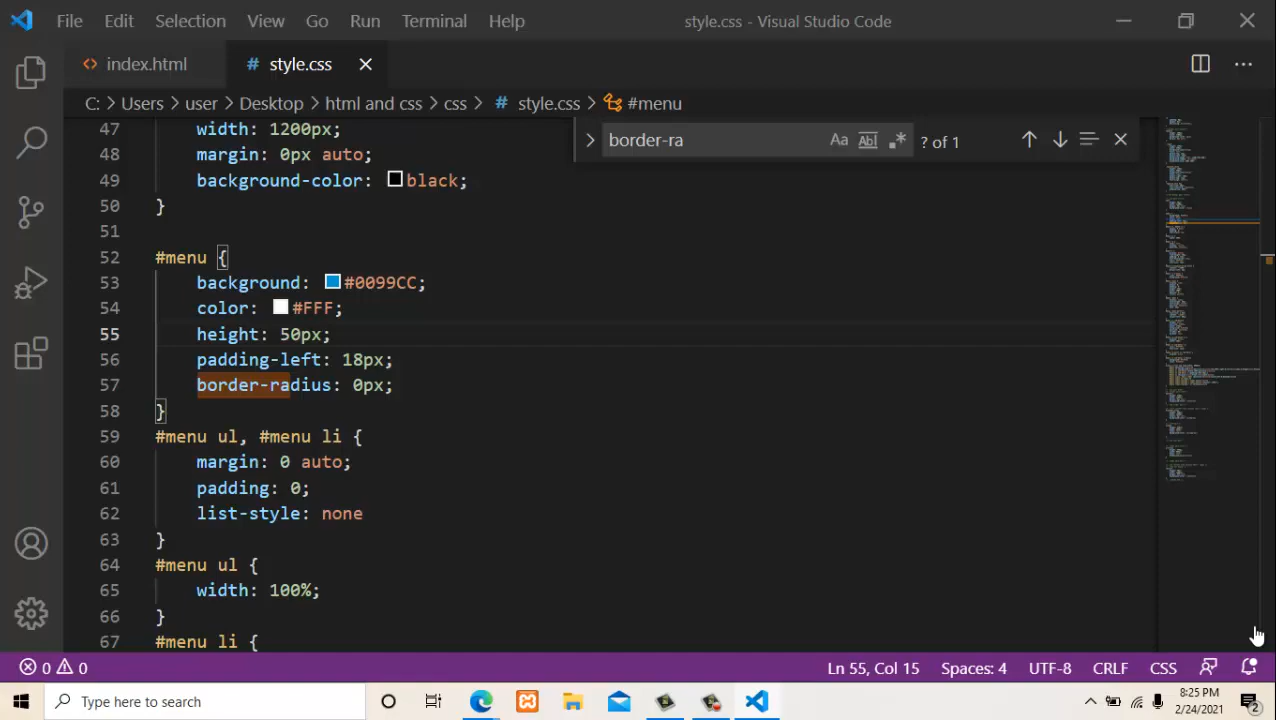 File Edit Selection View Go Run Terminal Help style.css - Visual Studio Code
<> index.html # style.css
C: > Users > user > Desktop > html and css > css > # style.css > #menu
border-ra Aa Abl .* ? of 1
47 width: 1200px;
48 margin: 0px auto;
49 background-color: black;
50 }
51
52 #menu {
53 background: #0099CC;
54 color: #FFF;
55 height: 50px;
56 padding-left: 18px;
57 border-radius: 0px;
58 }
59 #menu ul, #menu li {
60 margin: 0 auto;
61 padding: 0;
62 list-style: none
63 }
64 #menu ul {
65 width: 100%;
66 }
67 #menu li {
0 0 Ln 55, Col 15 Spaces: 4 UTF-8 CRLF CSS
Type here to search
8:25 PM
2/24/2021
2